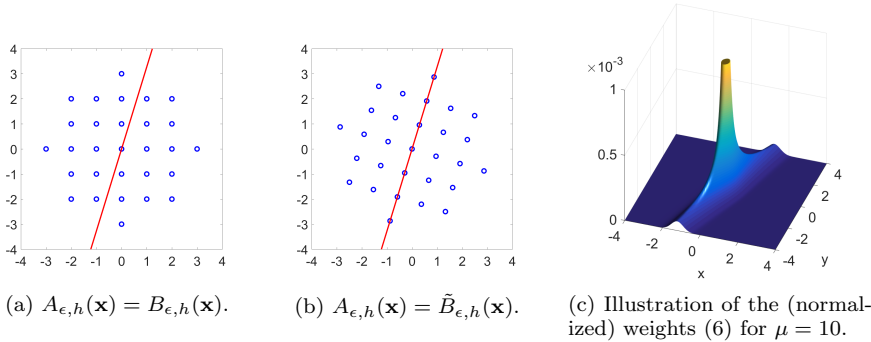 4
3
2
1
0
-1
-2
-3
-4
-4 -3 -2 -1 0 1 2 3 4
(a) A_{ϵ,h}(x) = B_{ϵ,h}(x).
4
3
2
1
0
-1
-2
-3
-4
-4 -3 -2 -1 0 1 2 3 4
(b) A_{ϵ,h}(x) = B̃_{ϵ,h}(x).
×10⁻³
1
0.5
0
-4 -2 0 2 4
x
-4 -2 0 2 4
y
(c) Illustration of the (normal-
ized) weights (6) for μ = 10.